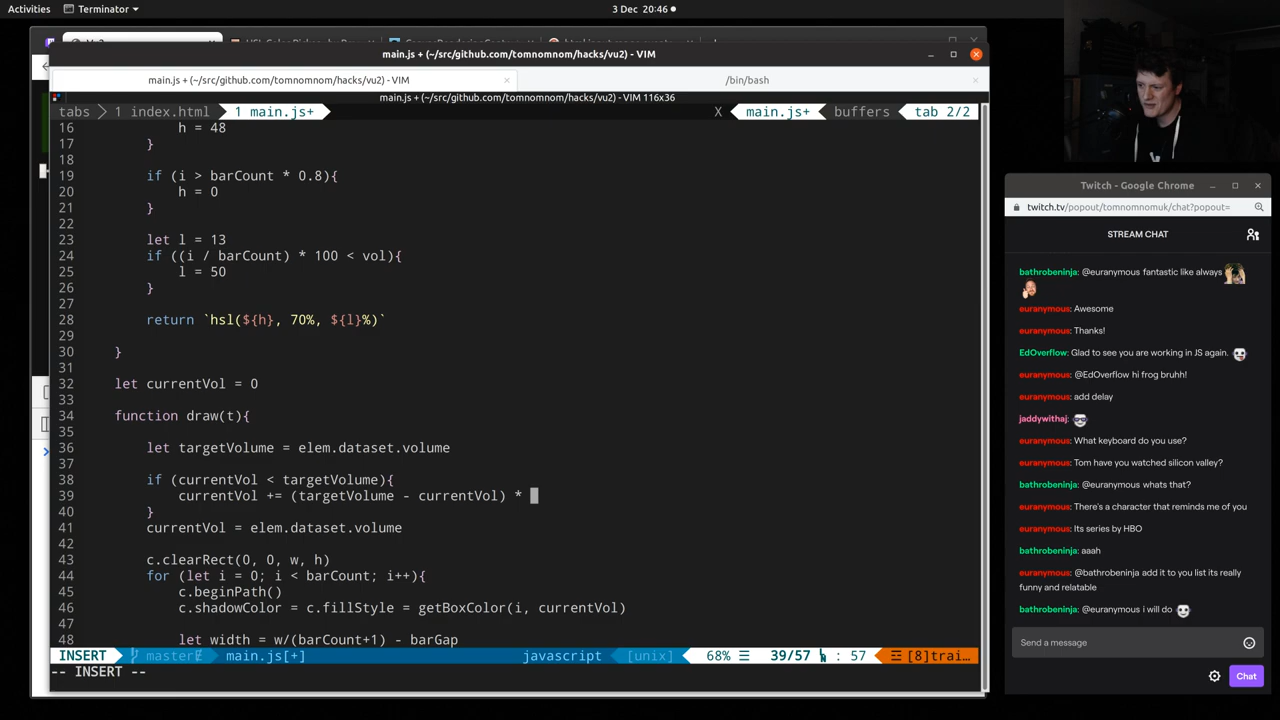 Activities
Terminator
3 Dec 20:46
main.js + (~/src/github.com/tomnomnom/hacks/vu2) - VIM
main.js + (~/src/github.com/tomnomnom/hacks/vu2) - VIM
/bin/bash
main.js + (~/src/github.com/tomnomnom/hacks/vu2) - VIM 116x36
tabs 1 index.html 1 main.js+ X main.js+ buffers tab 2/2
16 h = 48
17 }
18
19 if (i > barCount * 0.8){
20 h = 0
21 }
22
23 let l = 13
24 if ((i / barCount) * 100 < vol){
25 l = 50
26 }
27
28 return `hsl(${h}, 70%, ${l}%)`
29
30 }
31
32 let currentVol = 0
33
34 function draw(t){
35
36 let targetVolume = elem.dataset.volume
37
38 if (currentVol < targetVolume){
39 currentVol += (targetVolume - currentVol) *
40 }
41 currentVol = elem.dataset.volume
42
43 c.clearRect(0, 0, w, h)
44 for (let i = 0; i < barCount; i++){
45 c.beginPath()
46 c.shadowColor = c.fillStyle = getBoxColor(i, currentVol)
47
48 let width = w/(barCount+1) - barGap
INSERT master main.js[+] javascript [unix] 68% 39/57 : 57 [8]trai…
-- INSERT --
Twitch - Google Chrome
twitch.tv/popout/tomnomnomuk/chat?popout=
STREAM CHAT
bathrobeninja: @euranymous fantastic like always
euranymous: Awesome
euranymous: Thanks!
EdOverflow: Glad to see you are working in JS again.
euranymous: @EdOverflow hi frog bruhh!
euranymous: add delay
jaddywithaj:
euranymous: What keyboard do you use?
euranymous: Tom have you watched silicon valley?
bathrobeninja: @euranymous whats that?
euranymous: There's a character that reminds me of you
euranymous: Its series by HBO
bathrobeninja: aaah
euranymous: @bathrobeninja add it to you list its really
funny and relatable
bathrobeninja: @euranymous i will do
Send a message
Chat